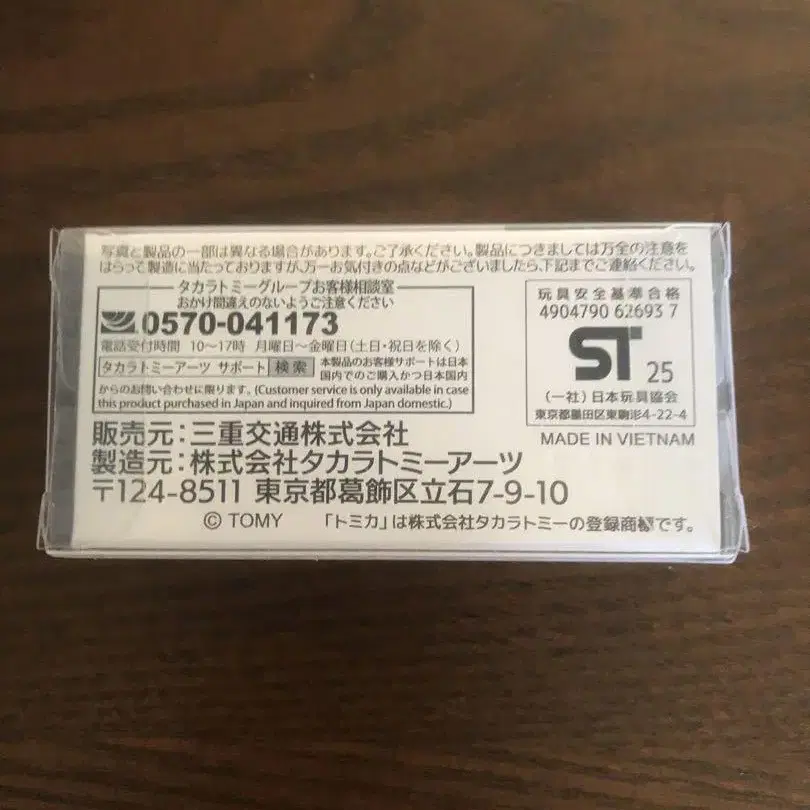 写真と製品の一部は異なる場合があります。ご了承ください。製品につきましては万全の注意を
はらって製造に当たっておりますが、万一お気付きの点などがございましたら、下記までご連絡ください。
タカラトミーグループお客様相談室
おかけ間違えのないようご注意ください
0570-041173
電話受付時間 10〜17時 月曜日〜金曜日(土日・祝日を除く)
タカラトミーアーツ サポート 検索 本製品のお客様サポートは日本
国内でのご購入かつ日本国内
からのお問い合わせに限ります。(Customer service is only available in case
this product purchased in Japan and inquired from Japan domestic.)
玩具安全基準合格
4904790 62693 7
ST 25
(一社)日本玩具協会
東京都墨田区東駒形4-22-4
MADE IN VIETNAM
販売元:三重交通株式会社
製造元:株式会社タカラトミーアーツ
〒124-8511 東京都葛飾区立石7-9-10
© TOMY 「トミカ」は株式会社タカラトミーの登録商標です。